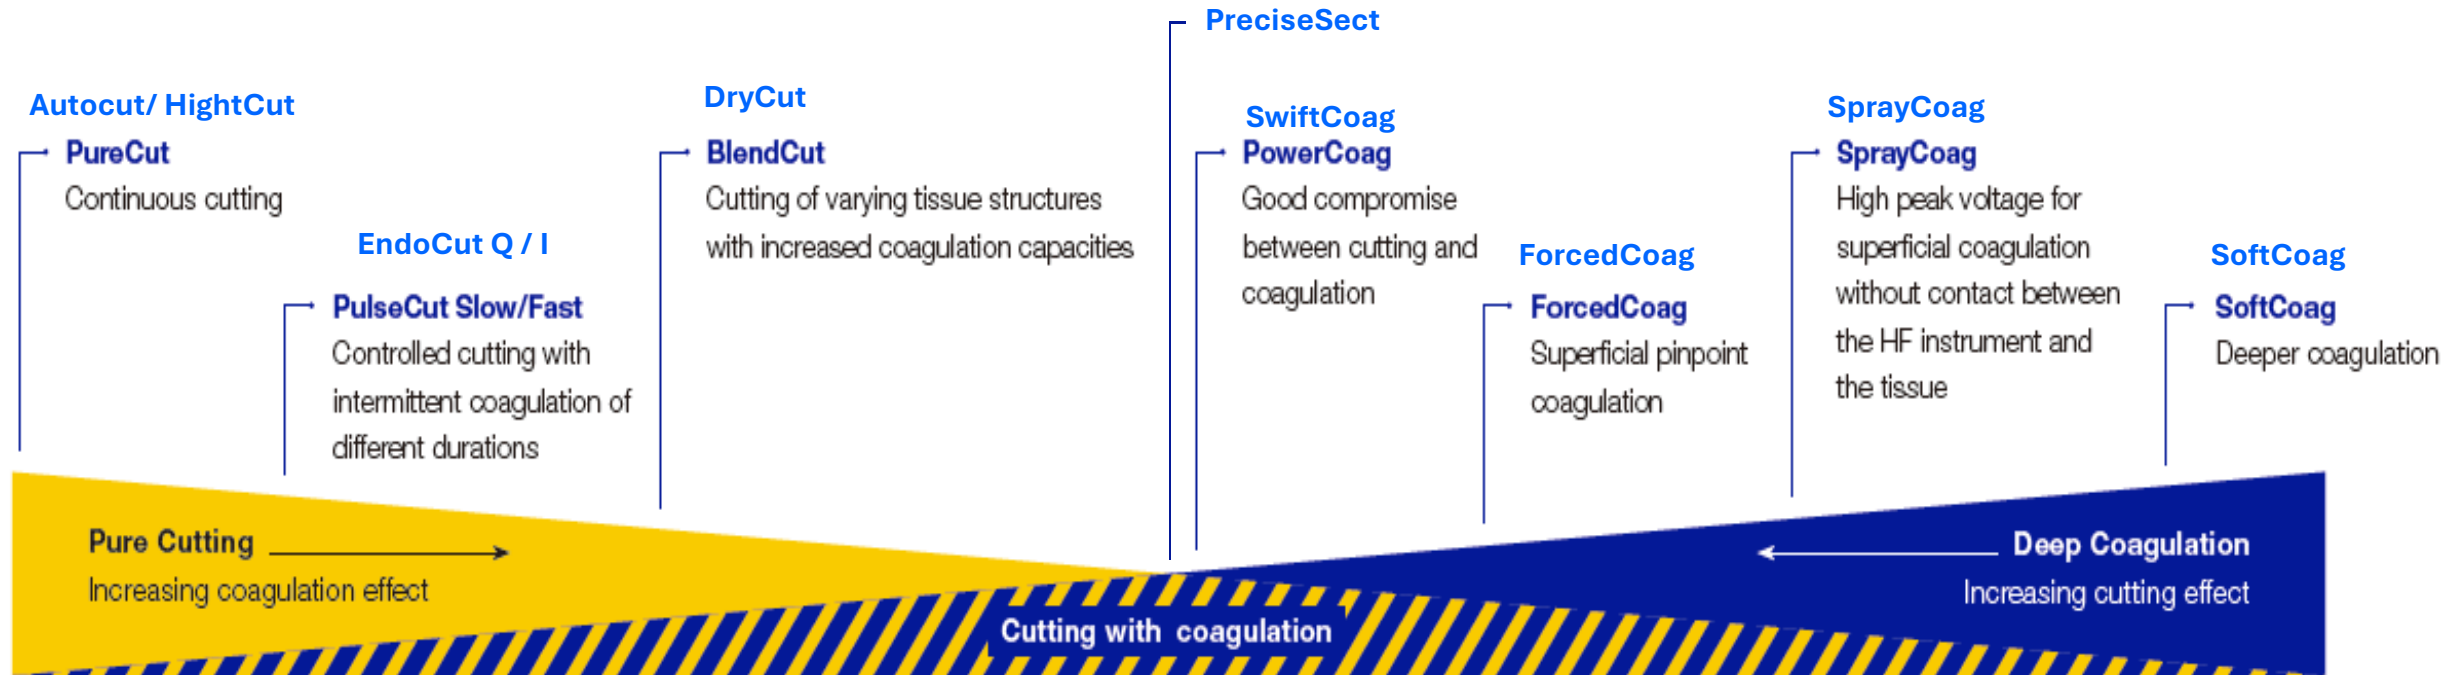 PreciseSect
Autocut/ HightCut
PureCut
Continuous cutting
EndoCut Q / I
PulseCut Slow/Fast
Controlled cutting with
intermittent coagulation of
different durations
DryCut
BlendCut
Cutting of varying tissue structures
with increased coagulation capacities
SwiftCoag
PowerCoag
Good compromise
between cutting and
coagulation
ForcedCoag
ForcedCoag
Superficial pinpoint
coagulation
SprayCoag
SprayCoag
High peak voltage for
superficial coagulation
without contact between
the HF instrument and
the tissue
SoftCoag
SoftCoag
Deeper coagulation
Pure Cutting
Increasing coagulation effect
Cutting with coagulation
Deep Coagulation
Increasing cutting effect